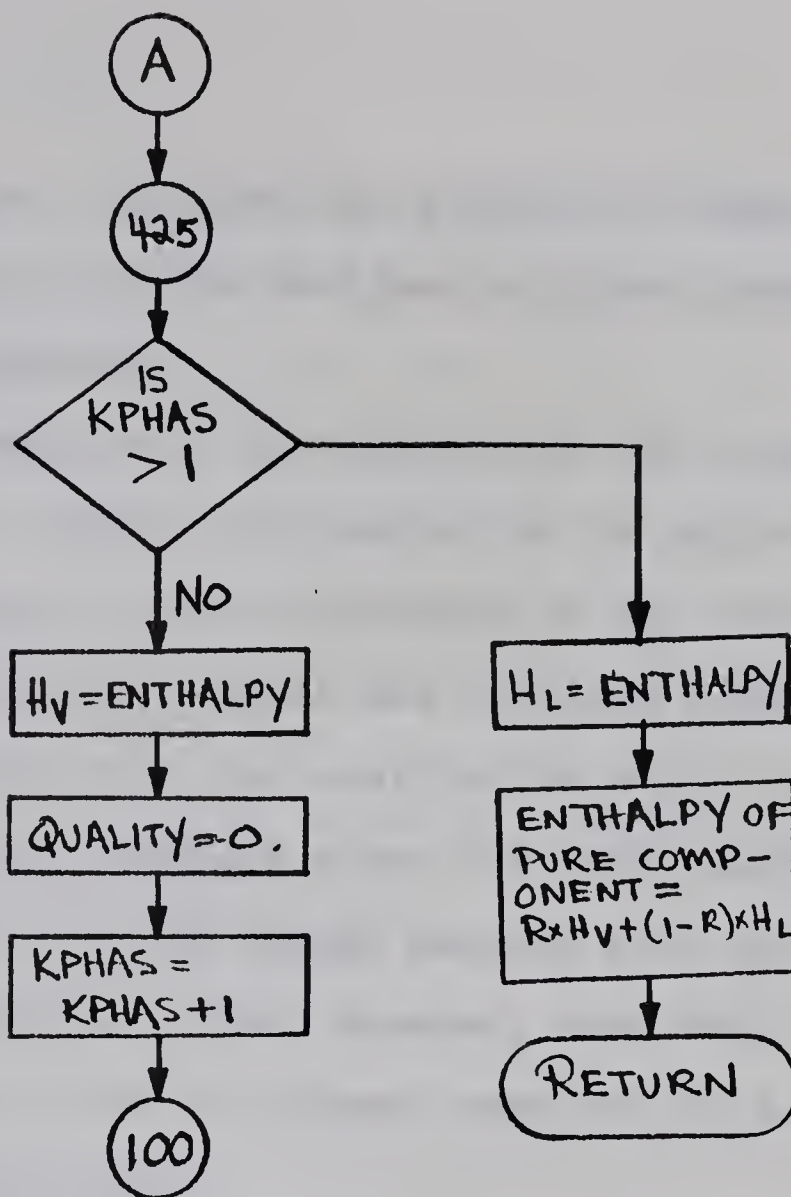 A
425
IS
KPHAS
> 1
NO
HV = ENTHALPY
QUALITY = 0.
KPHAS =
KPHAS + 1
100
HL = ENTHALPY
ENTHALPY OF
PURE COMP-
ONENT =
R×HV+(1-R)×HL
RETURN